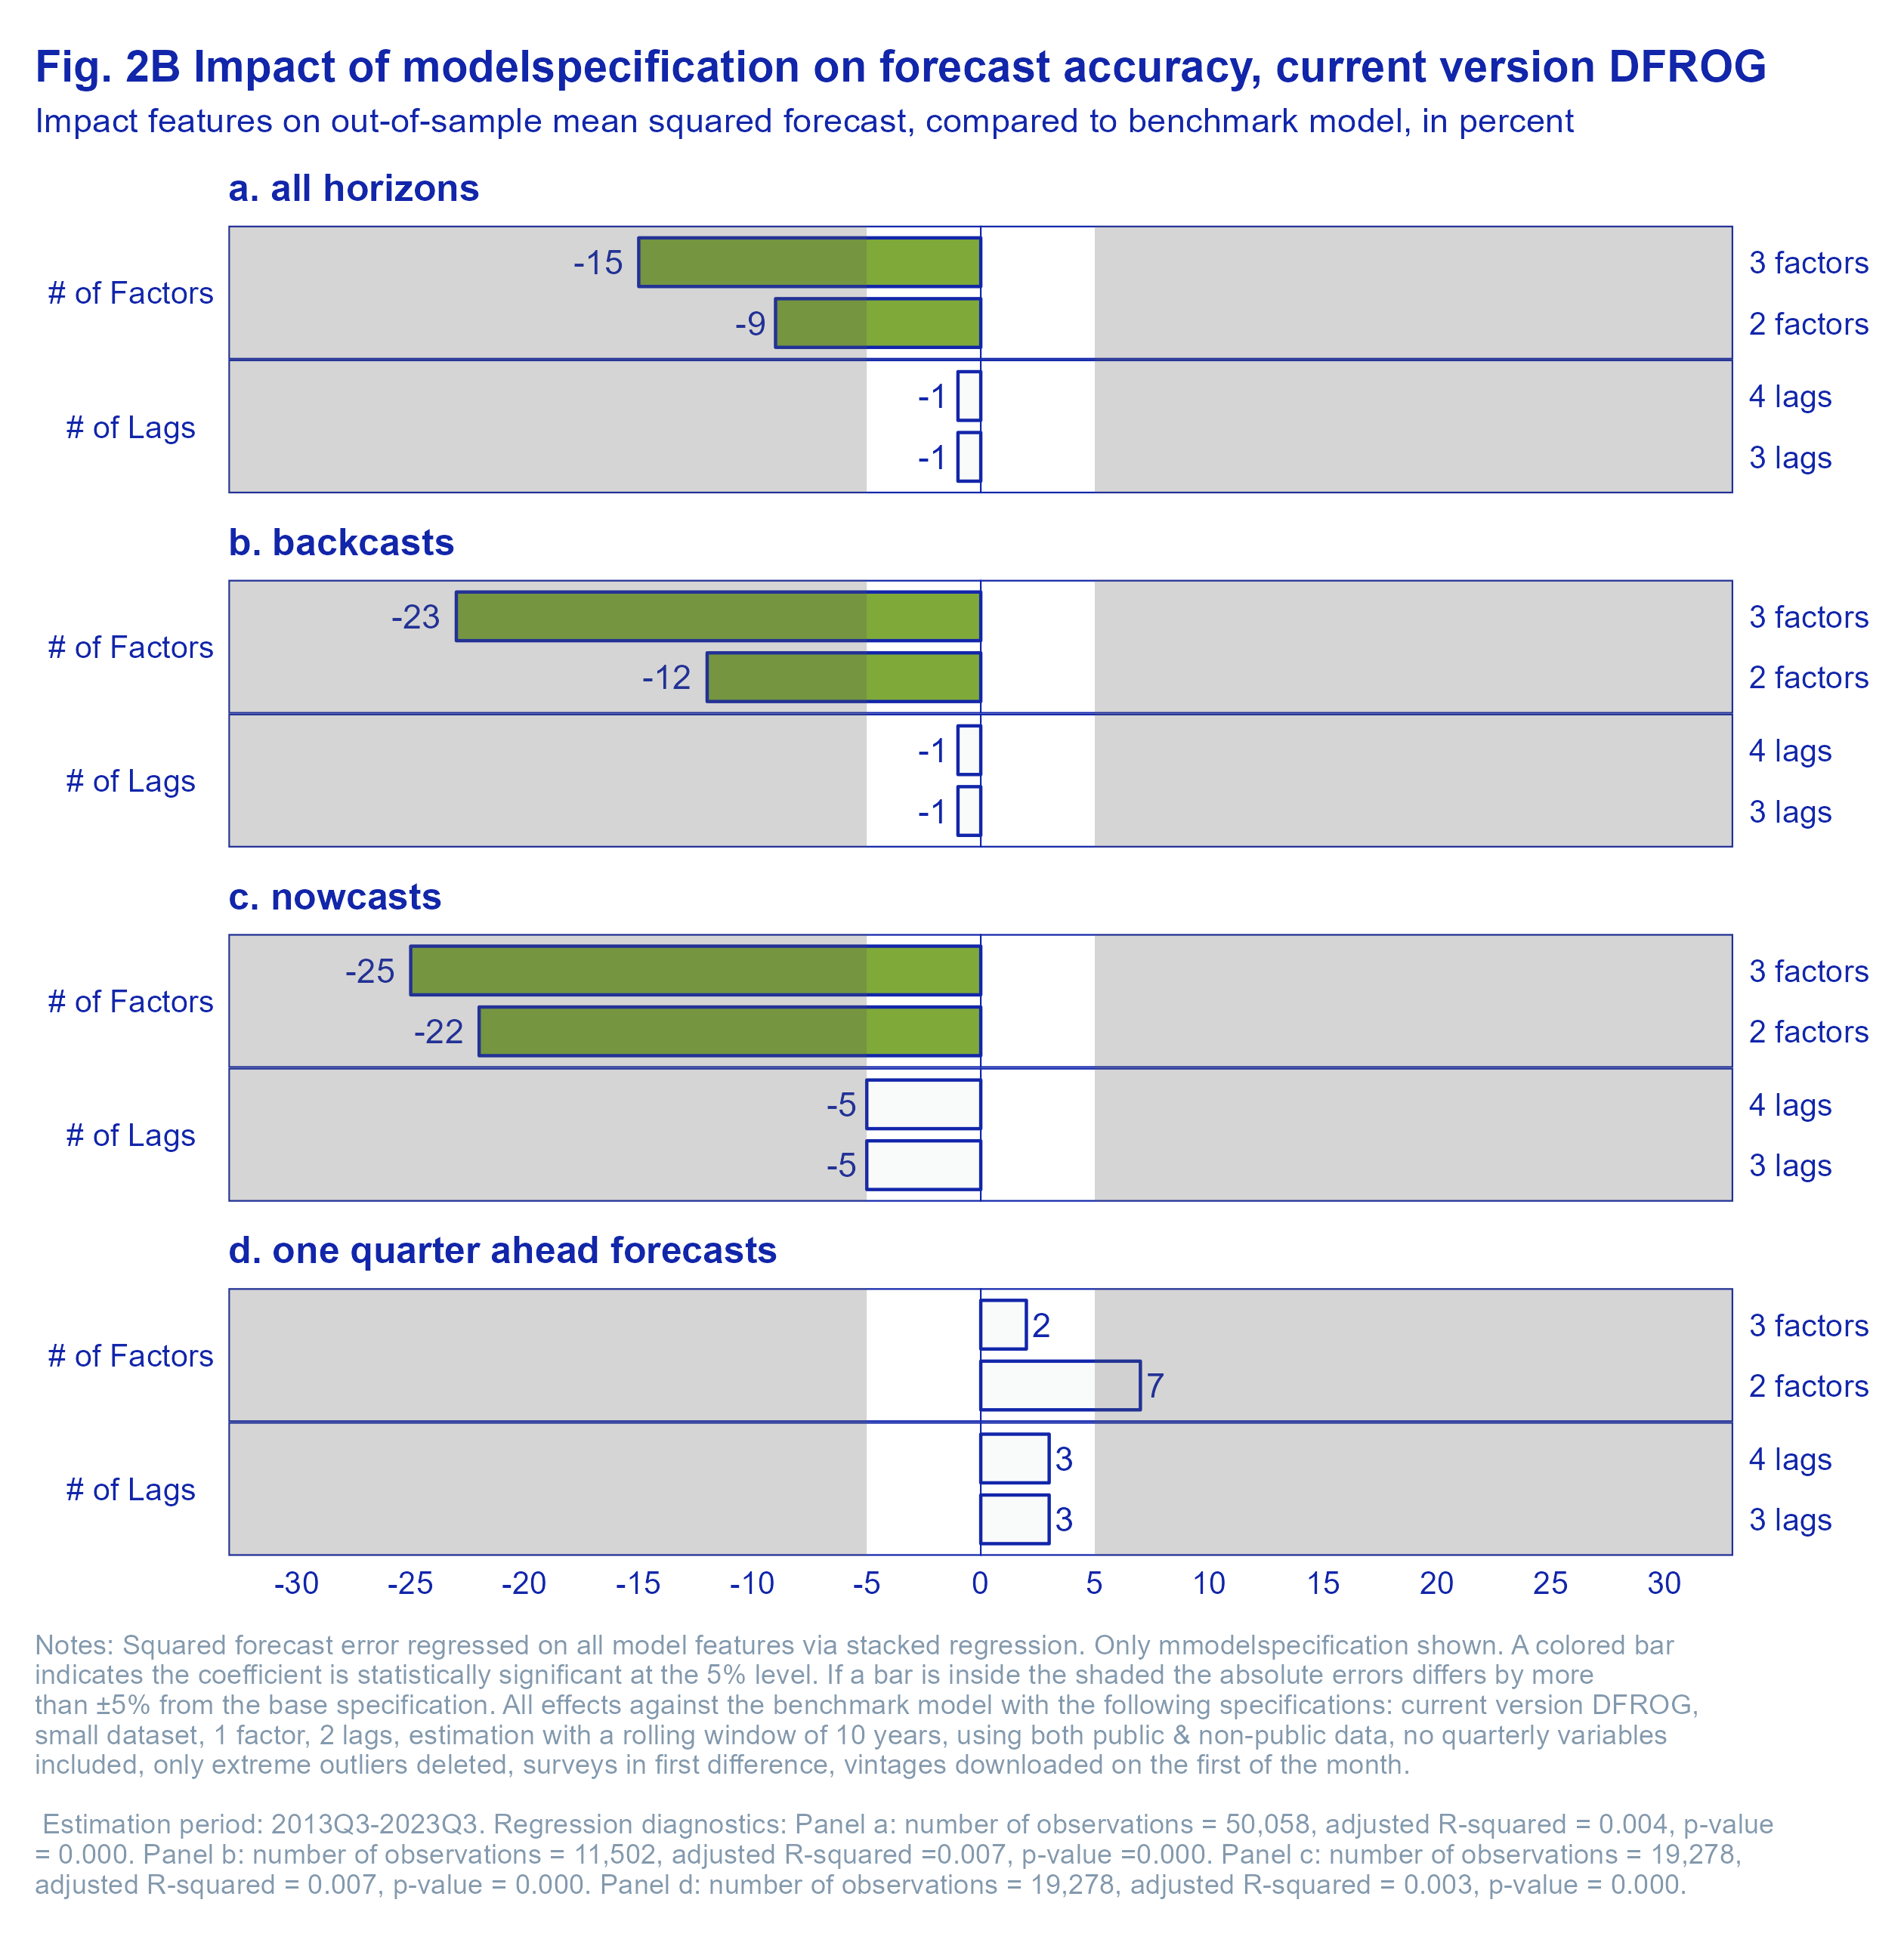 Fig. 2B Impact of modelspecification on forecast accuracy, current version DFROG
Impact features on out-of-sample mean squared forecast, compared to benchmark model, in percent
a. all horizons
# of Factors
-15
3 factors
-9
2 factors
# of Lags
-1
4 lags
-1
3 lags
b. backcasts
# of Factors
-23
3 factors
-12
2 factors
# of Lags
-1
4 lags
-1
3 lags
c. nowcasts
# of Factors
-25
3 factors
-22
2 factors
# of Lags
-5
4 lags
-5
3 lags
d. one quarter ahead forecasts
# of Factors
2
3 factors
7
2 factors
# of Lags
3
4 lags
3
3 lags
-30 -25 -20 -15 -10 -5 0 5 10 15 20 25 30
Notes: Squared forecast error regressed on all model features via stacked regression. Only mmodelspecification shown. A colored bar
indicates the coefficient is statistically significant at the 5% level. If a bar is inside the shaded the absolute errors differs by more
than ±5% from the base specification. All effects against the benchmark model with the following specifications: current version DFROG,
small dataset, 1 factor, 2 lags, estimation with a rolling window of 10 years, using both public & non-public data, no quarterly variables
included, only extreme outliers deleted, surveys in first difference, vintages downloaded on the first of the month.
Estimation period: 2013Q3-2023Q3. Regression diagnostics: Panel a: number of observations = 50,058, adjusted R-squared = 0.004, p-value
= 0.000. Panel b: number of observations = 11,502, adjusted R-squared =0.007, p-value =0.000. Panel c: number of observations = 19,278,
adjusted R-squared = 0.007, p-value = 0.000. Panel d: number of observations = 19,278, adjusted R-squared = 0.003, p-value = 0.000.